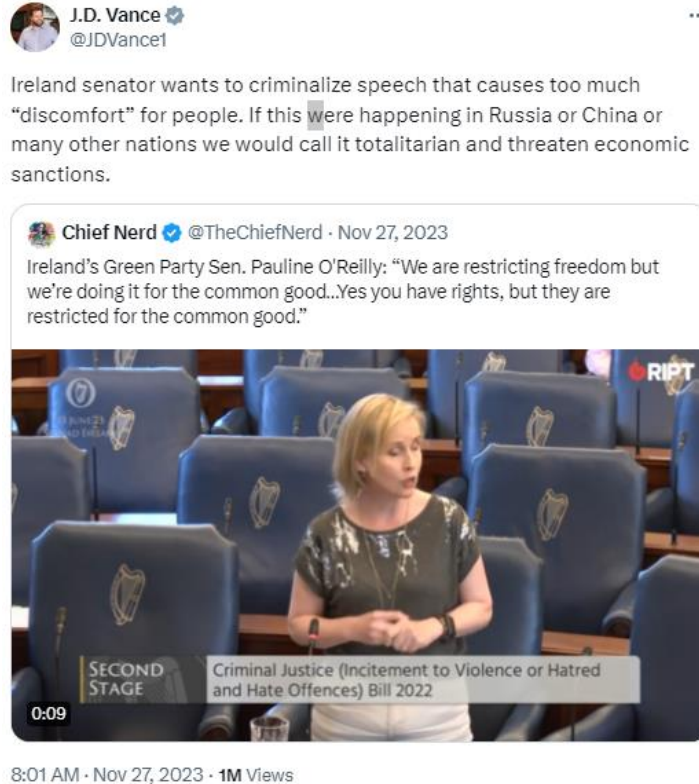 J.D. Vance
@JDVance1
Ireland senator wants to criminalize speech that causes too much
“discomfort” for people. If this were happening in Russia or China or
many other nations we would call it totalitarian and threaten economic
sanctions.
Chief Nerd @TheChiefNerd · Nov 27, 2023
Ireland’s Green Party Sen. Pauline O'Reilly: “We are restricting freedom but
we’re doing it for the common good...Yes you have rights, but they are
restricted for the common good.”
RIPT
SECOND
STAGE
Criminal Justice (Incitement to Violence or Hatred
and Hate Offences) Bill 2022
0:09
8:01 AM · Nov 27, 2023 · 1M Views